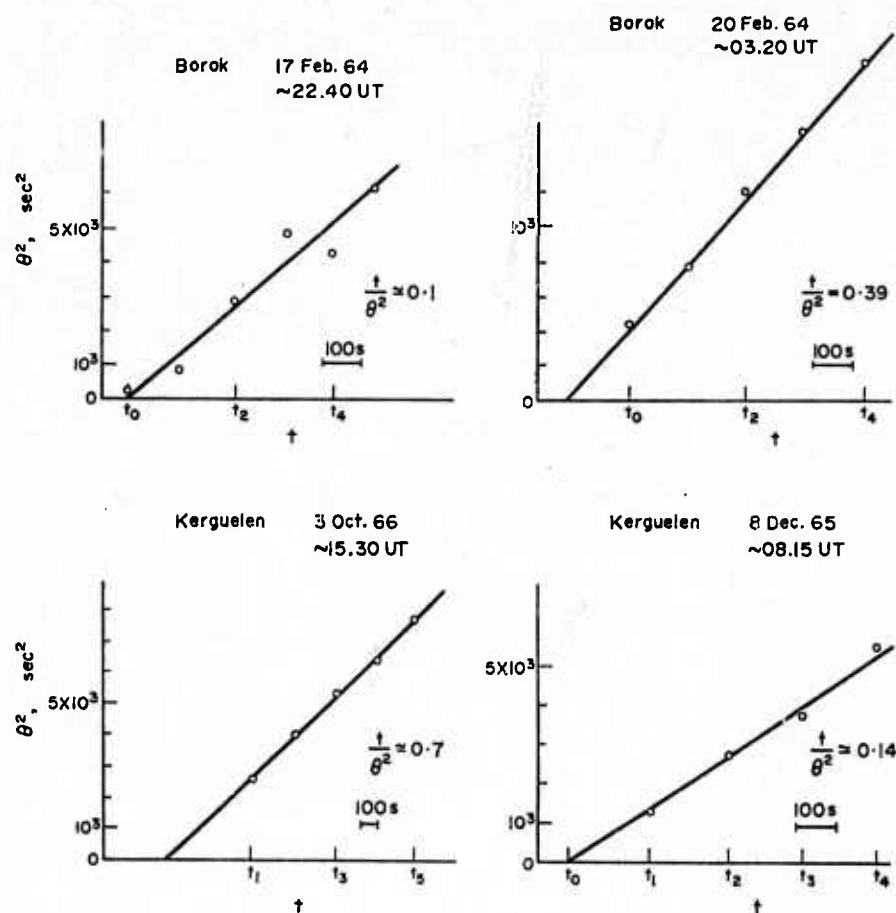 Borok 17 Feb. 64
~22.40 UT
θ², sec²
5X10³
10³
0
t/θ² ≃ 0.1
100s
t₀ t₂ t₄
t
Borok 20 Feb. 64
~03.20 UT
10³
0
t/θ² = 0.39
100s
t₀ t₂ t₄
t
Kerguelen 3 Oct. 66
~15.30 UT
θ², sec²
5X10³
10³
0
t/θ² ≃ 0.7
100s
t₁ t₃ t₅
t
Kerguelen 8 Dec. 65
~08.15 UT
5X10³
10³
0
t/θ² ≃ 0.14
100s
t₀ t₁ t₂ t₃ t₄
t